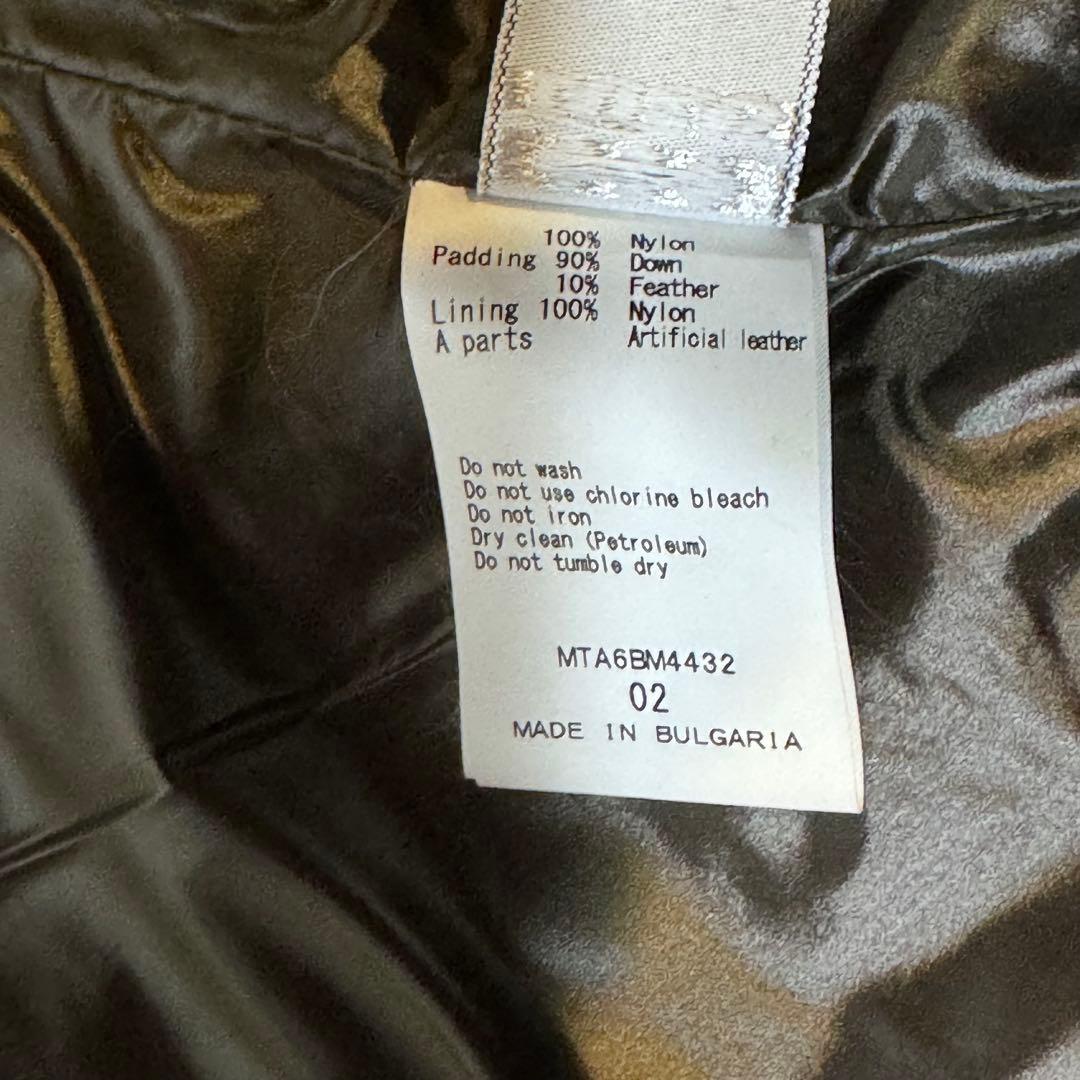 100% Nylon
Padding 90% Down
10% Feather
Lining 100% Nylon
A parts Artificial leather
Do not wash
Do not use chlorine bleach
Do not iron
Dry clean (Petroleum)
Do not tumble dry
MTA6BM4432
02
MADE IN BULGARIA